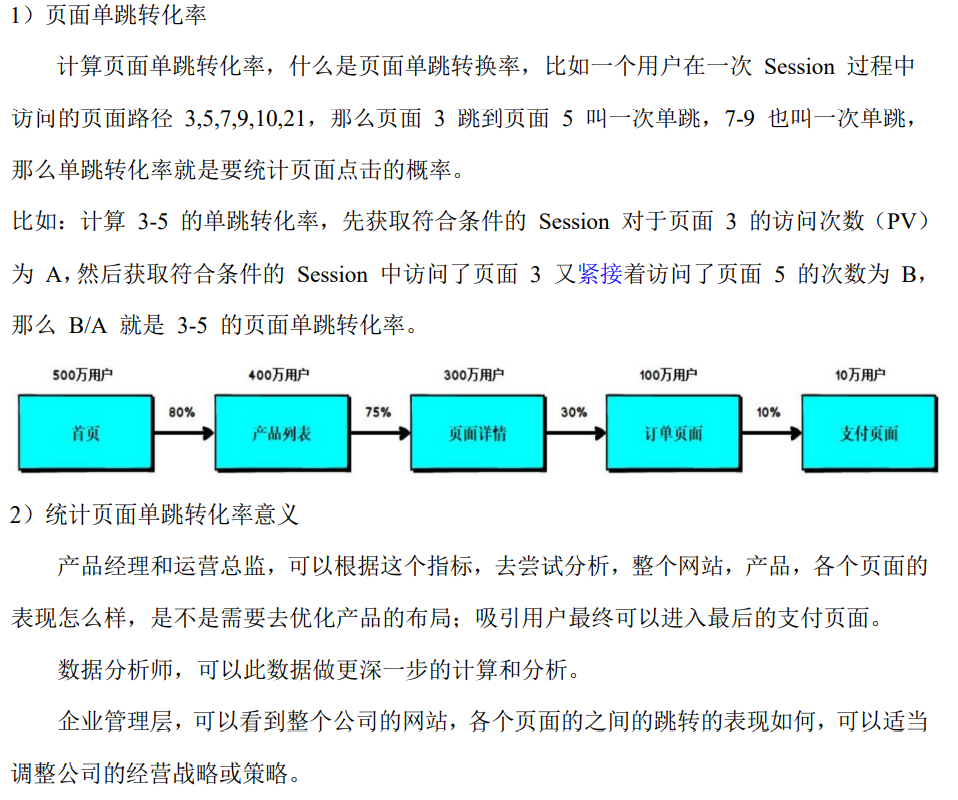 1）页面单跳转化率
计算页面单跳转化率，什么是页面单跳转换率，比如一个用户在一次 Session 过程中
访问的页面路径 3,5,7,9,10,21，那么页面 3 跳到页面 5 叫一次单跳，7-9 也叫一次单跳，
那么单跳转化率就是要统计页面点击的概率。
比如：计算 3-5 的单跳转化率，先获取符合条件的 Session 对于页面 3 的访问次数（PV）
为 A，然后获取符合条件的 Session 中访问了页面 3 又紧接着访问了页面 5 的次数为 B，
那么 B/A 就是 3-5 的页面单跳转化率。
500万用户 400万用户 300万用户 100万用户 10万用户
80% 75% 30% 10%
首页 产品列表 页面详情 订单页面 支付页面
2）统计页面单跳转化率意义
产品经理和运营总监，可以根据这个指标，去尝试分析，整个网站，产品，各个页面的
表现怎么样，是不是需要去优化产品的布局；吸引用户最终可以进入最后的支付页面。
数据分析师，可以此数据做更深一步的计算和分析。
企业管理层，可以看到整个公司的网站，各个页面的之间的跳转的表现如何，可以适当
调整公司的经营战略或策略。